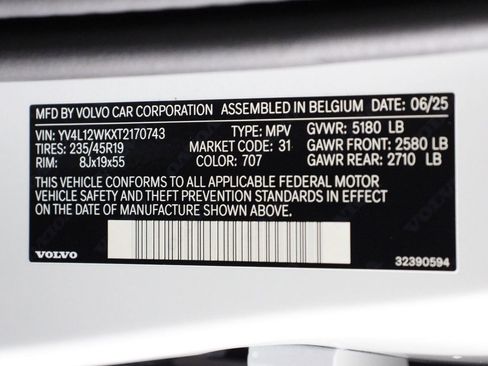 MFD BY VOLVO CAR CORPORATION ASSEMBLED IN BELGIUM DATE: 06/25
VIN: YV4L12WKXT2170743 TYPE: MPV GVWR: 5180 LB
TIRES: 235/45R19 MARKET CODE: 31 GAWR FRONT: 2580 LB
RIM: 8Jx19x55 COLOR: 707 GAWR REAR: 2710 LB
THIS VEHICLE CONFORMS TO ALL APPLICABLE FEDERAL MOTOR
VEHICLE SAFETY AND THEFT PREVENTION STANDARDS IN EFFECT
ON THE DATE OF MANUFACTURE SHOWN ABOVE.
VOLVO 32390594